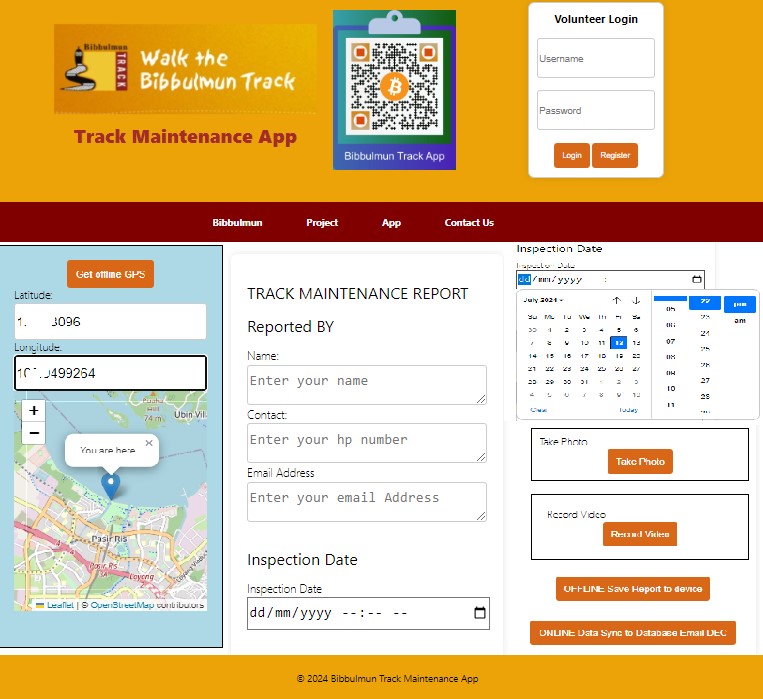 Bibbulmun
TRACK
Walk the
Bibbulmun Track
Track Maintenance App
Bibbulmun Track App
Volunteer Login
Username
Password
Login Register
Bibbulmun Project App Contact Us
Get offline GPS
Latitude:
3096
Longitude:
499264
+
−
74 m
Ubin
You are here
×
Pasir Ris
Loyang
Leaflet | © OpenStreetMap contributors
TRACK MAINTENANCE REPORT
Reported BY
Name:
Enter your name
Contact:
Enter your hp number
Email Address
Enter your email Address
Inspection Date
Inspection Date
dd/mm/yyyy --:-- --
Inspection Date
Inspection Date
dd/mm/yyyy :
July 2024
Su Mo Tu We Th Fr Sa
30 1 2 3 4 5 6
7 8 9 10 11 12 13
14 15 16 17 18 19 20
21 22 23 24 25 26 27
28 29 30 31 1 2 3
4 5 6 7 8 9 10
Clear Today
05
06
07
08
09
10
11
22
23
24
25
26
27
28
pm
am
Take Photo
Take Photo
Record Video
Record Video
OFFLINE Save Report to device
ONLINE Data Sync to Database Email DEC
© 2024 Bibbulmun Track Maintenance App